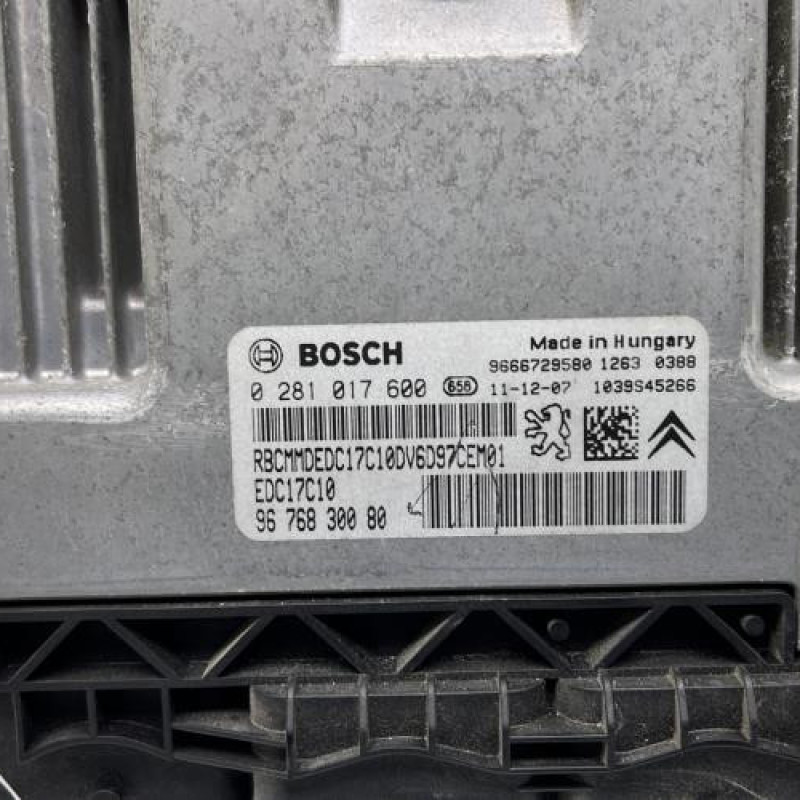 BOSCH
Made in Hungary
9666729580 1263 0388
0 281 017 600 658 11-12-07 1039S45266
RBCMMDEDC17C10DV6D97CEM01
EDC17C10
96 768 300 80